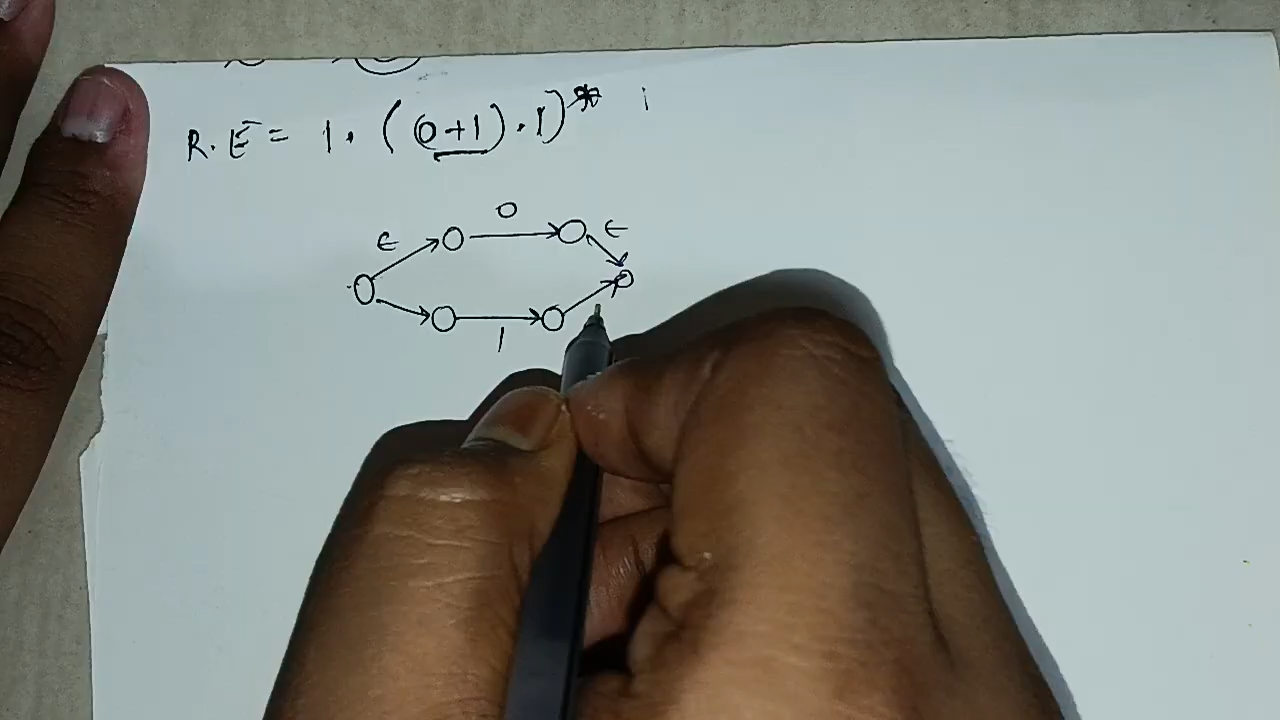 R.E = 1 . ( (0+1) . 1)*
0
ϵ ϵ
1